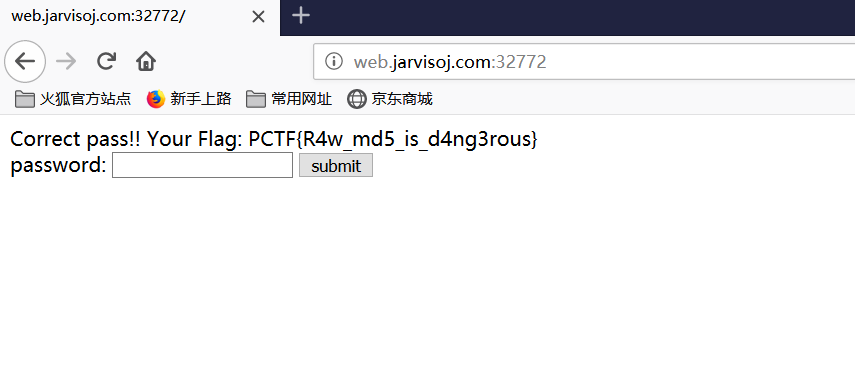 web.jarvisoj.com:32772/
web.jarvisoj.com:32772
火狐官方站点 新手上路 常用网址 京东商城
Correct pass!! Your Flag: PCTF{R4w_md5_is_d4ng3rous}
password: submit